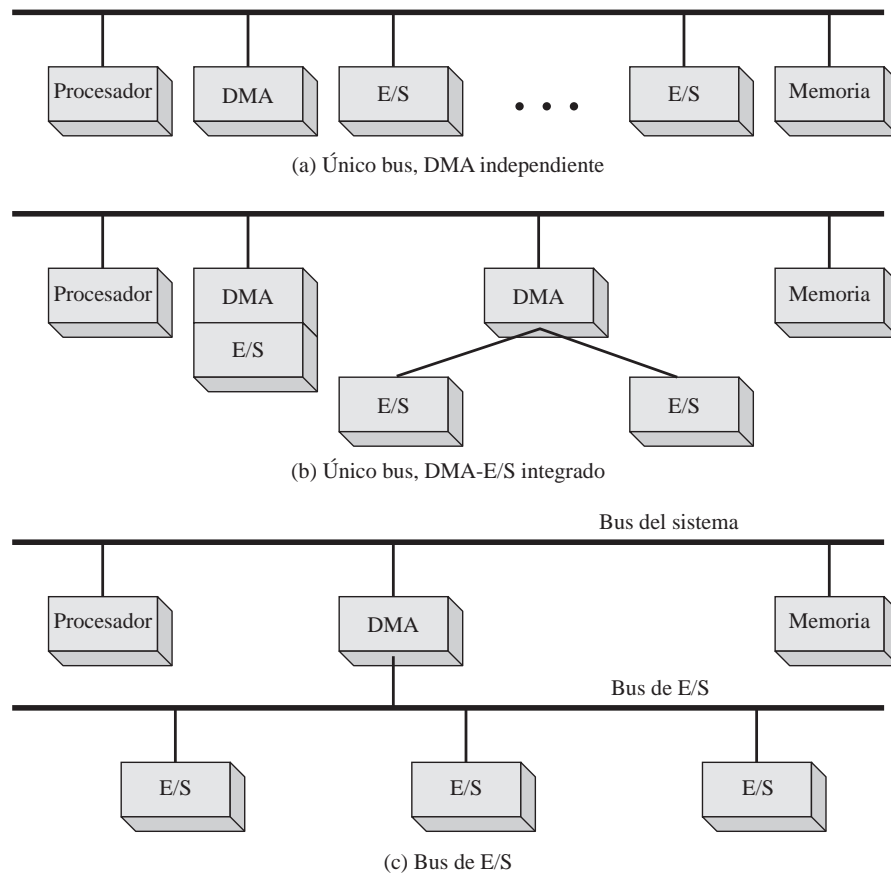 Procesador
DMA
E/S
E/S
Memoria
(a) Único bus, DMA independiente
Procesador
DMA
E/S
DMA
Memoria
E/S
E/S
(b) Único bus, DMA-E/S integrado
Bus del sistema
Procesador
DMA
Memoria
Bus de E/S
E/S
E/S
E/S
(c) Bus de E/S